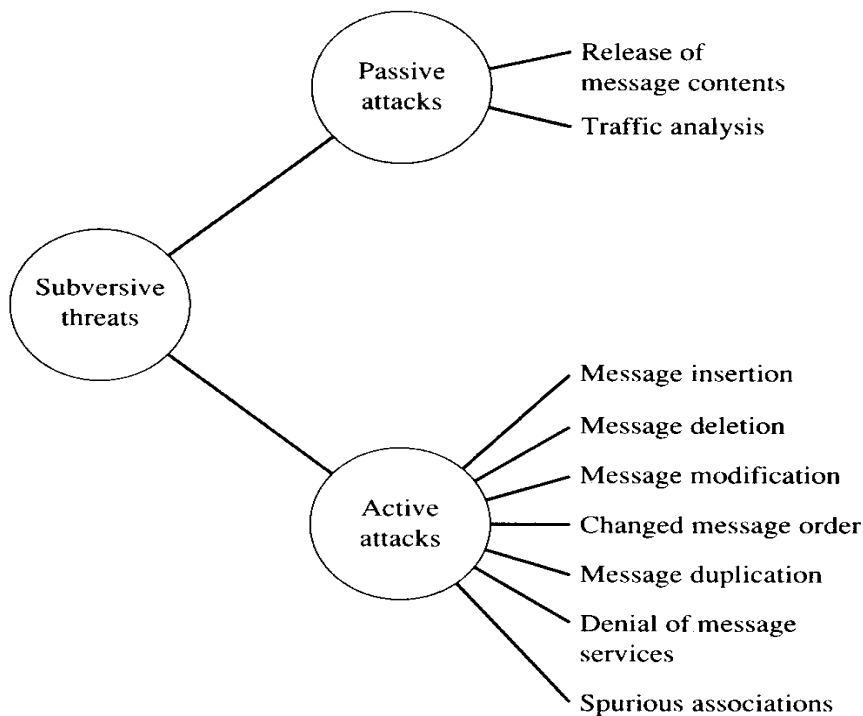 Passive
attacks
Release of
message contents
Traffic analysis
Subversive
threats
Active
attacks
Message insertion
Message deletion
Message modification
Changed message order
Message duplication
Denial of message
services
Spurious associations